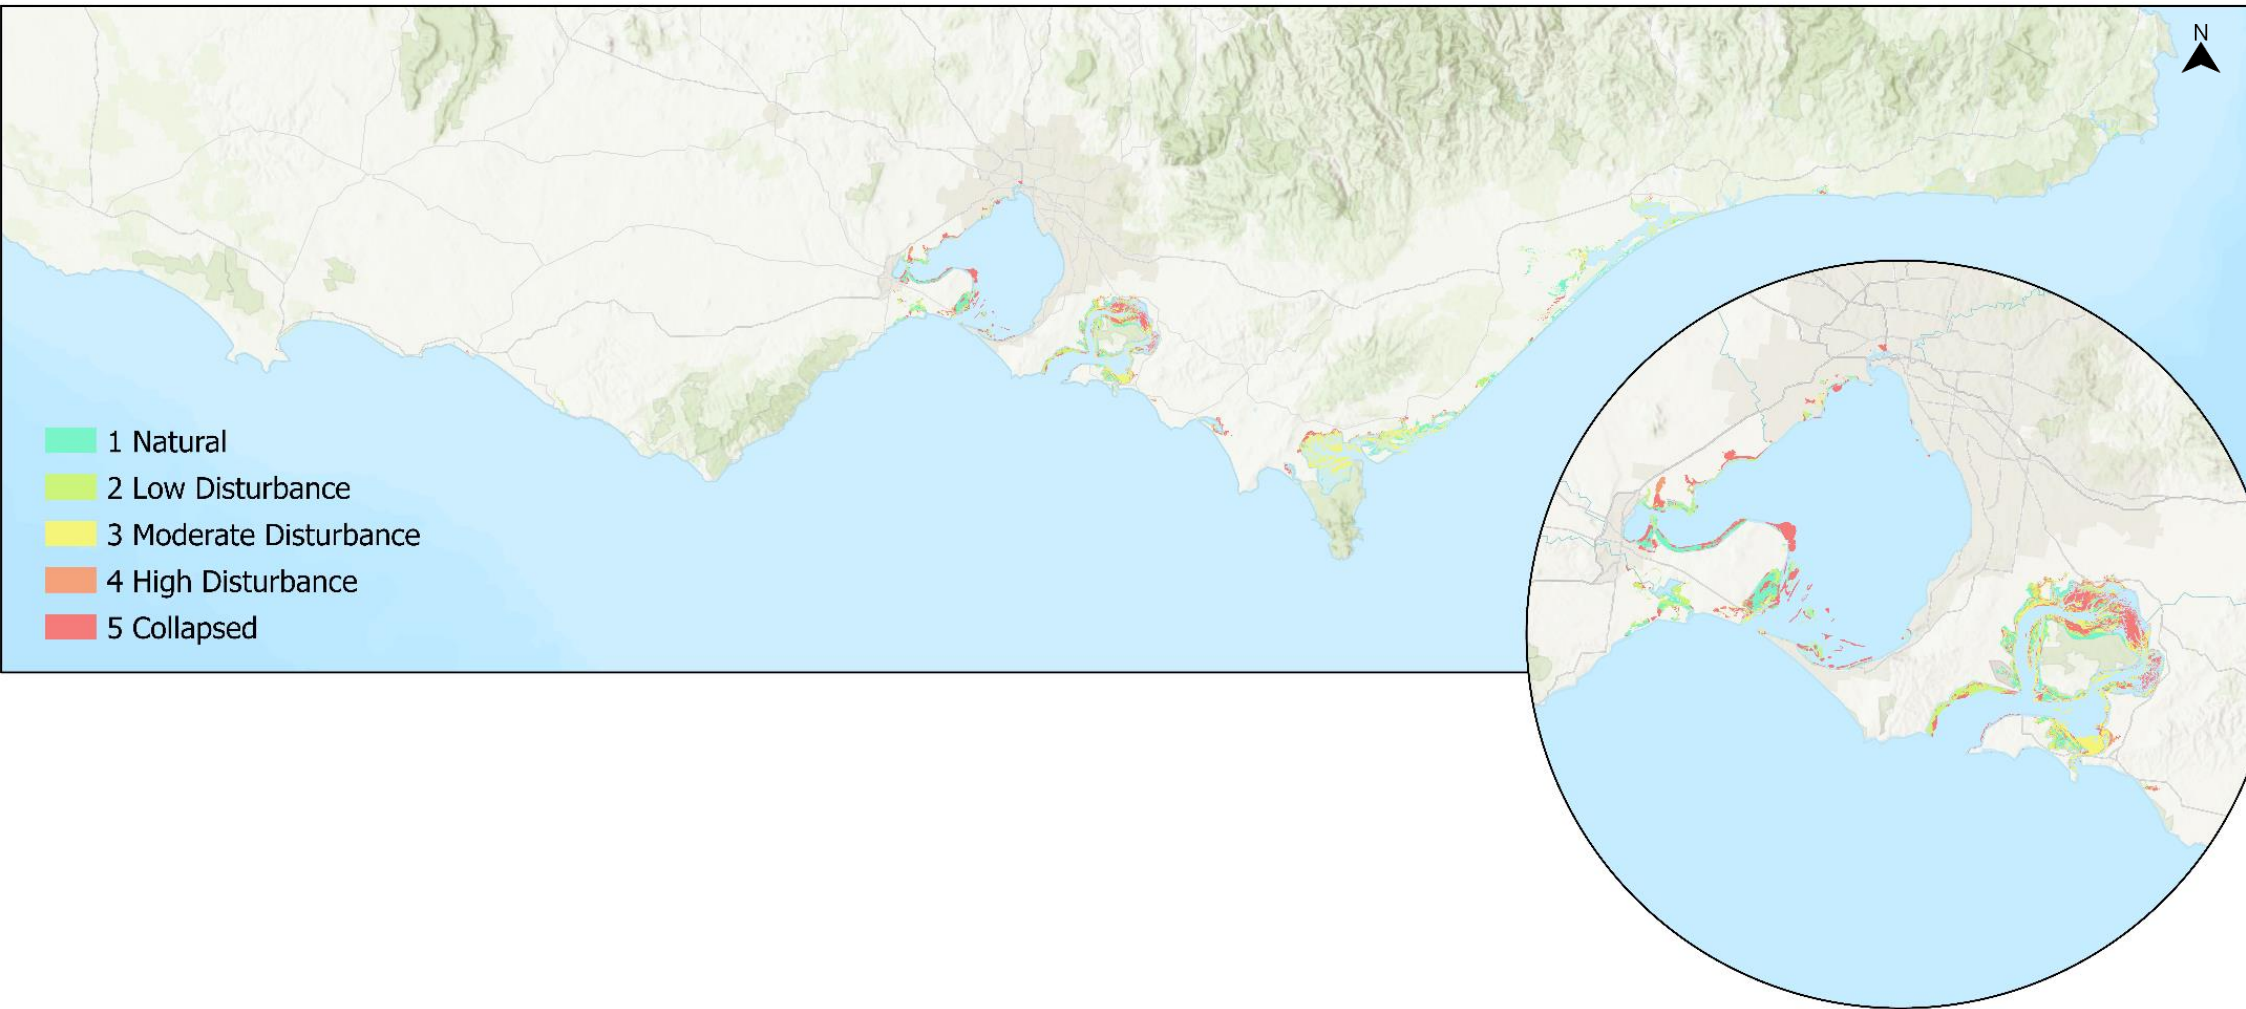 N
1 Natural
2 Low Disturbance
3 Moderate Disturbance
4 High Disturbance
5 Collapsed